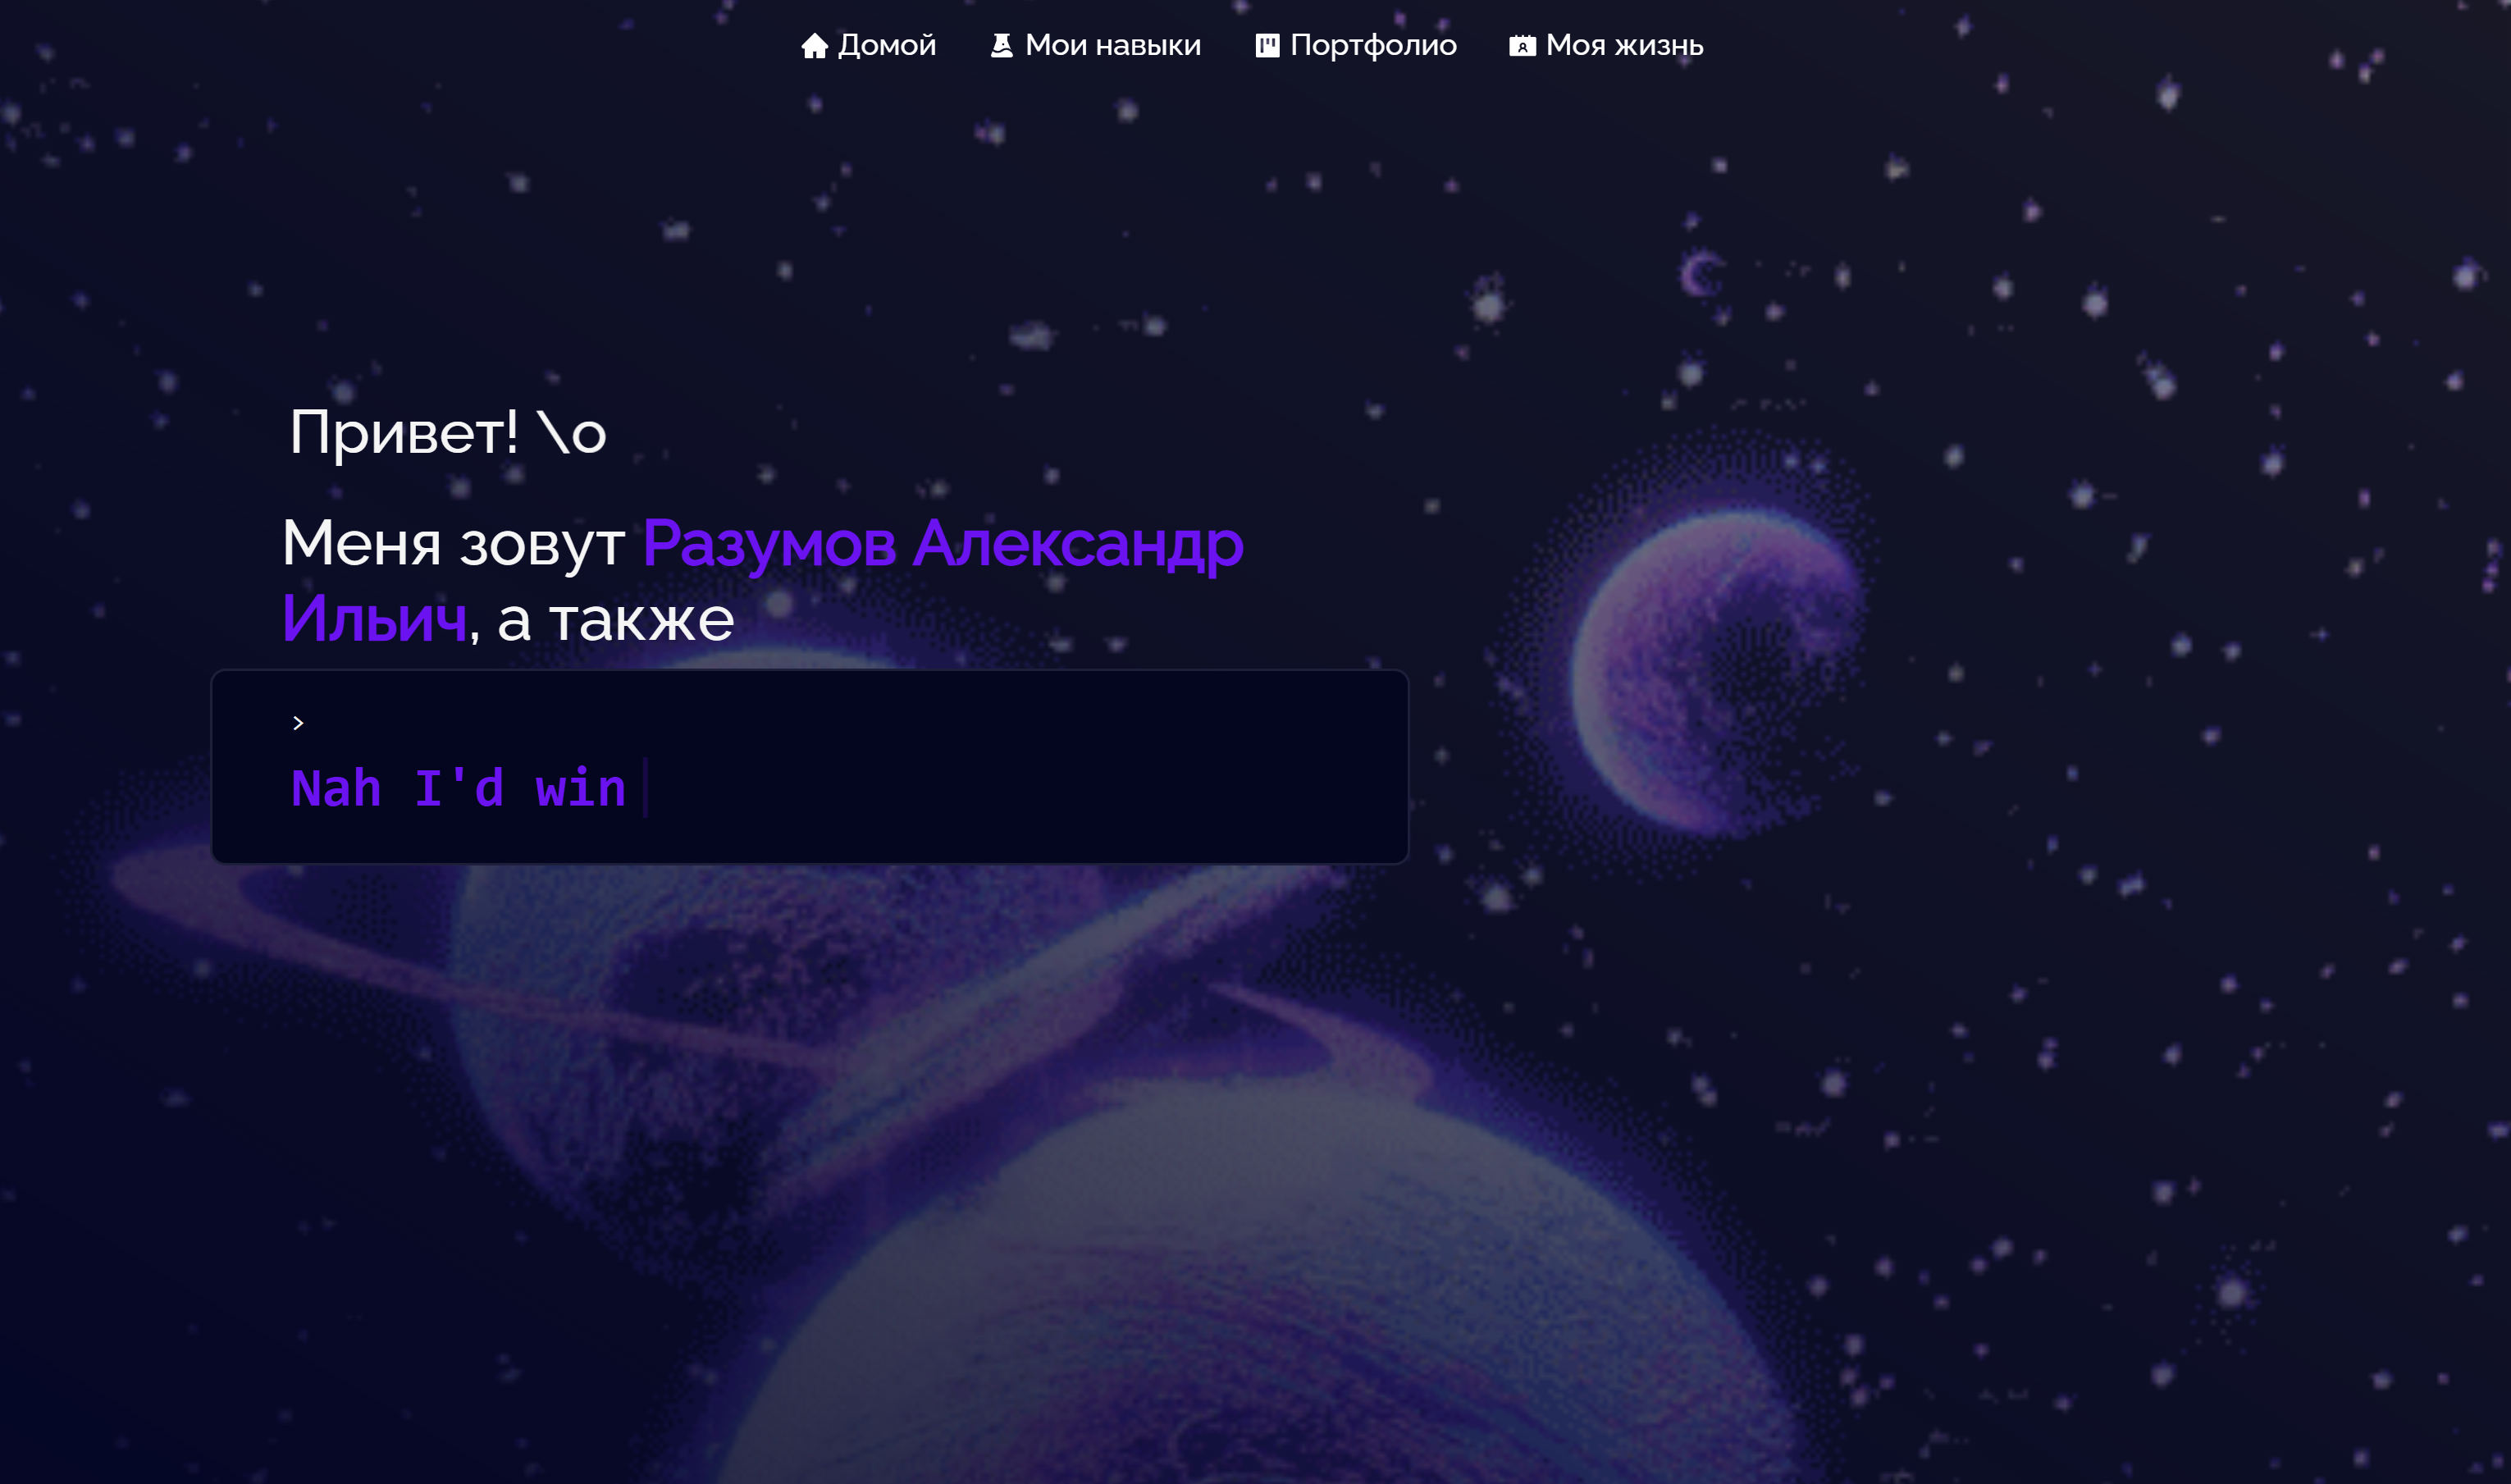 Домой Мои навыки Портфолио Моя жизнь
Привет! \o
Меня зовут Разумов Александр
Ильич, а также
>
Nah I'd win